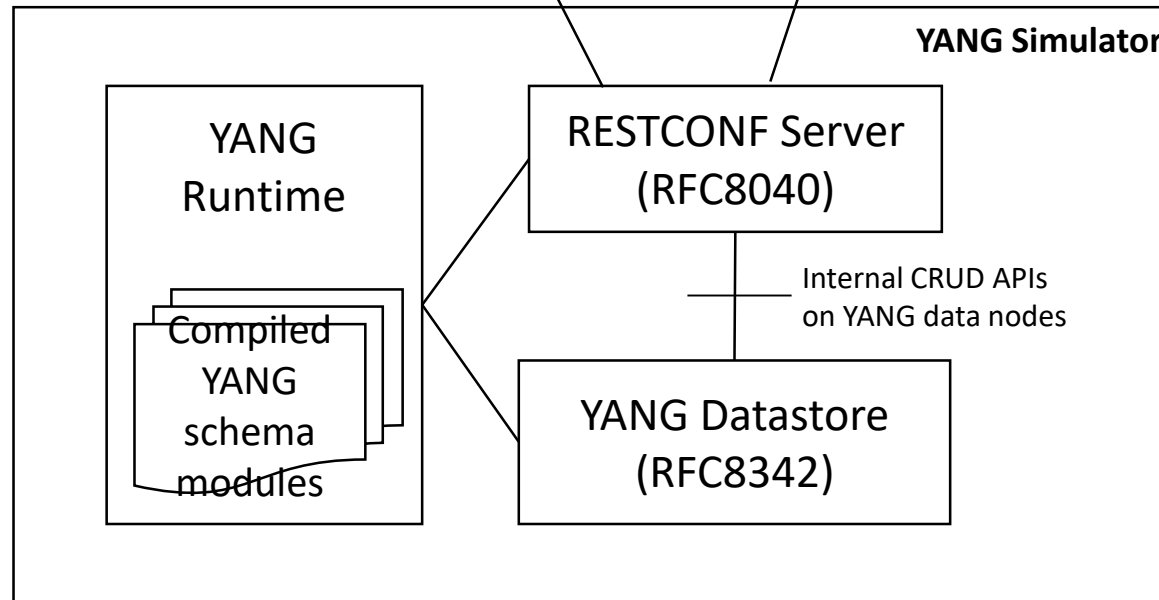 YANG Simulator
YANG
Runtime
Compiled
YANG
schema
modules
RESTCONF Server
(RFC8040)
Internal CRUD APIs
on YANG data nodes
YANG Datastore
(RFC8342)